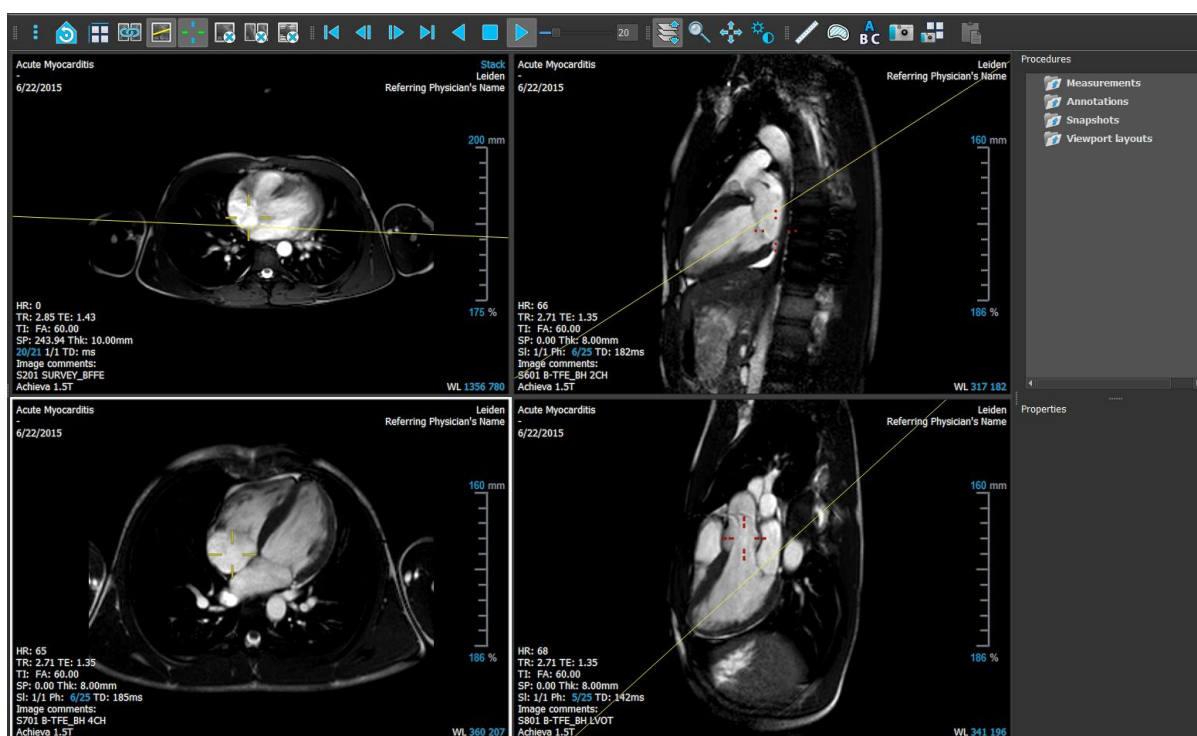 20
A
B C
Acute Myocarditis
-
6/22/2015
Stack
Leiden
Referring Physician's Name
200 mm
175 %
HR: 0
TR: 2.85 TE: 1.43
TI: FA: 60.00
SP: 243.94 Thk: 10.00mm
20/21 1/1 TD: ms
Image comments:
S201 SURVEY_BFFE
Achieva 1.5T
WL 1356 780
Acute Myocarditis
-
6/22/2015
Leiden
Referring Physician's Name
160 mm
186 %
HR: 66
TR: 2.71 TE: 1.35
TI: FA: 60.00
SP: 0.00 Thk: 8.00mm
Sl: 1/1 Ph: 6/25 TD: 182ms
Image comments:
S601 B-TFE_BH 2CH
Achieva 1.5T
WL 317 182
Acute Myocarditis
-
6/22/2015
Leiden
Referring Physician's Name
160 mm
186 %
HR: 65
TR: 2.71 TE: 1.35
TI: FA: 60.00
SP: 0.00 Thk: 8.00mm
Sl: 1/1 Ph: 6/25 TD: 185ms
Image comments:
S701 B-TFE_BH 4CH
Achieva 1.5T
WL 360 207
Acute Myocarditis
-
6/22/2015
Leiden
Referring Physician's Name
160 mm
186 %
HR: 68
TR: 2.71 TE: 1.35
TI: FA: 60.00
SP: 0.00 Thk: 8.00mm
Sl: 1/1 Ph: 5/25 TD: 142ms
Image comments:
S801 B-TFE_BH LVOT
Achieva 1.5T
WL 341 196
Procedures
Measurements
Annotations
Snapshots
Viewport layouts
Properties